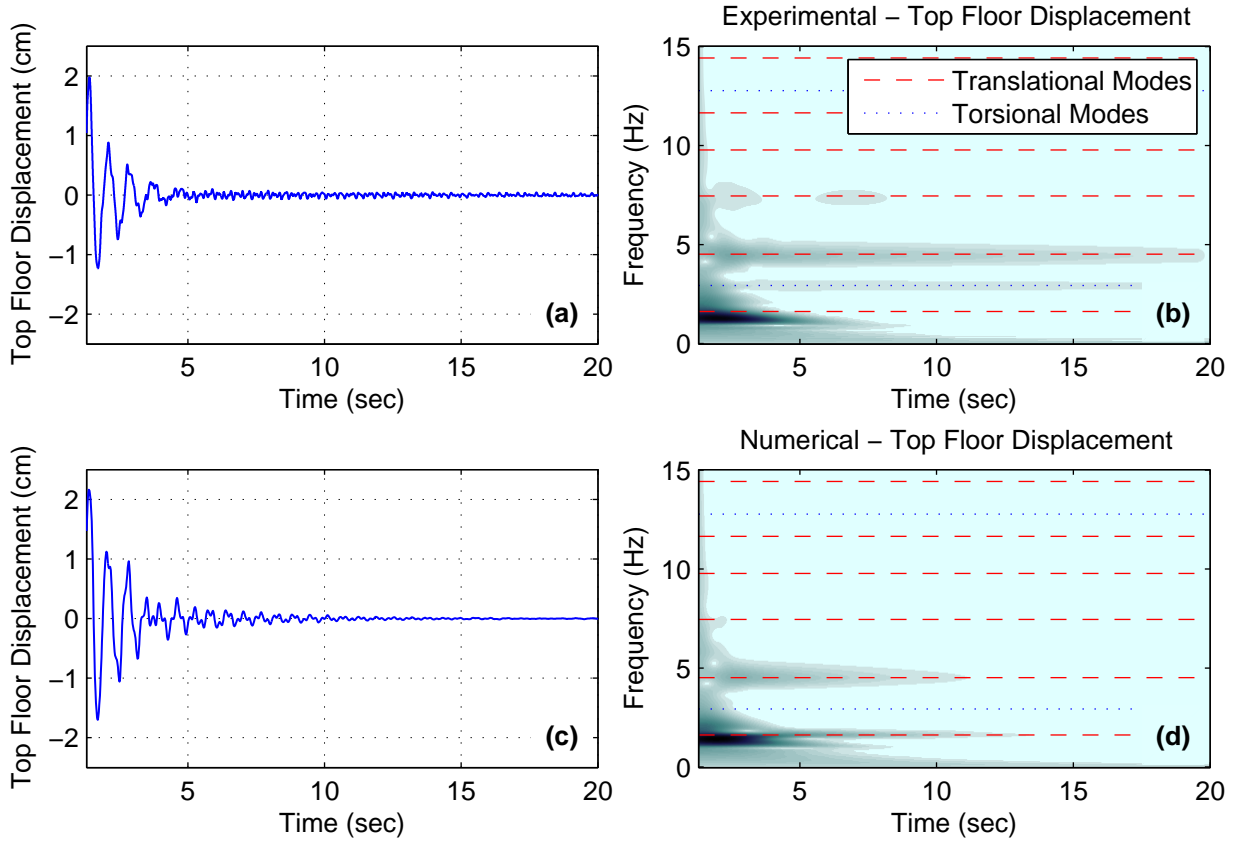 Top Floor Displacement (cm)
2
1
0
−1
−2
5
10
15
20
Time (sec)
(a)
Experimental − Top Floor Displacement
Frequency (Hz)
15
10
5
0
Translational Modes
Torsional Modes
5
10
15
20
Time (sec)
(b)
Top Floor Displacement (cm)
2
1
0
−1
−2
5
10
15
20
Time (sec)
(c)
Numerical − Top Floor Displacement
Frequency (Hz)
15
10
5
0
5
10
15
20
Time (sec)
(d)